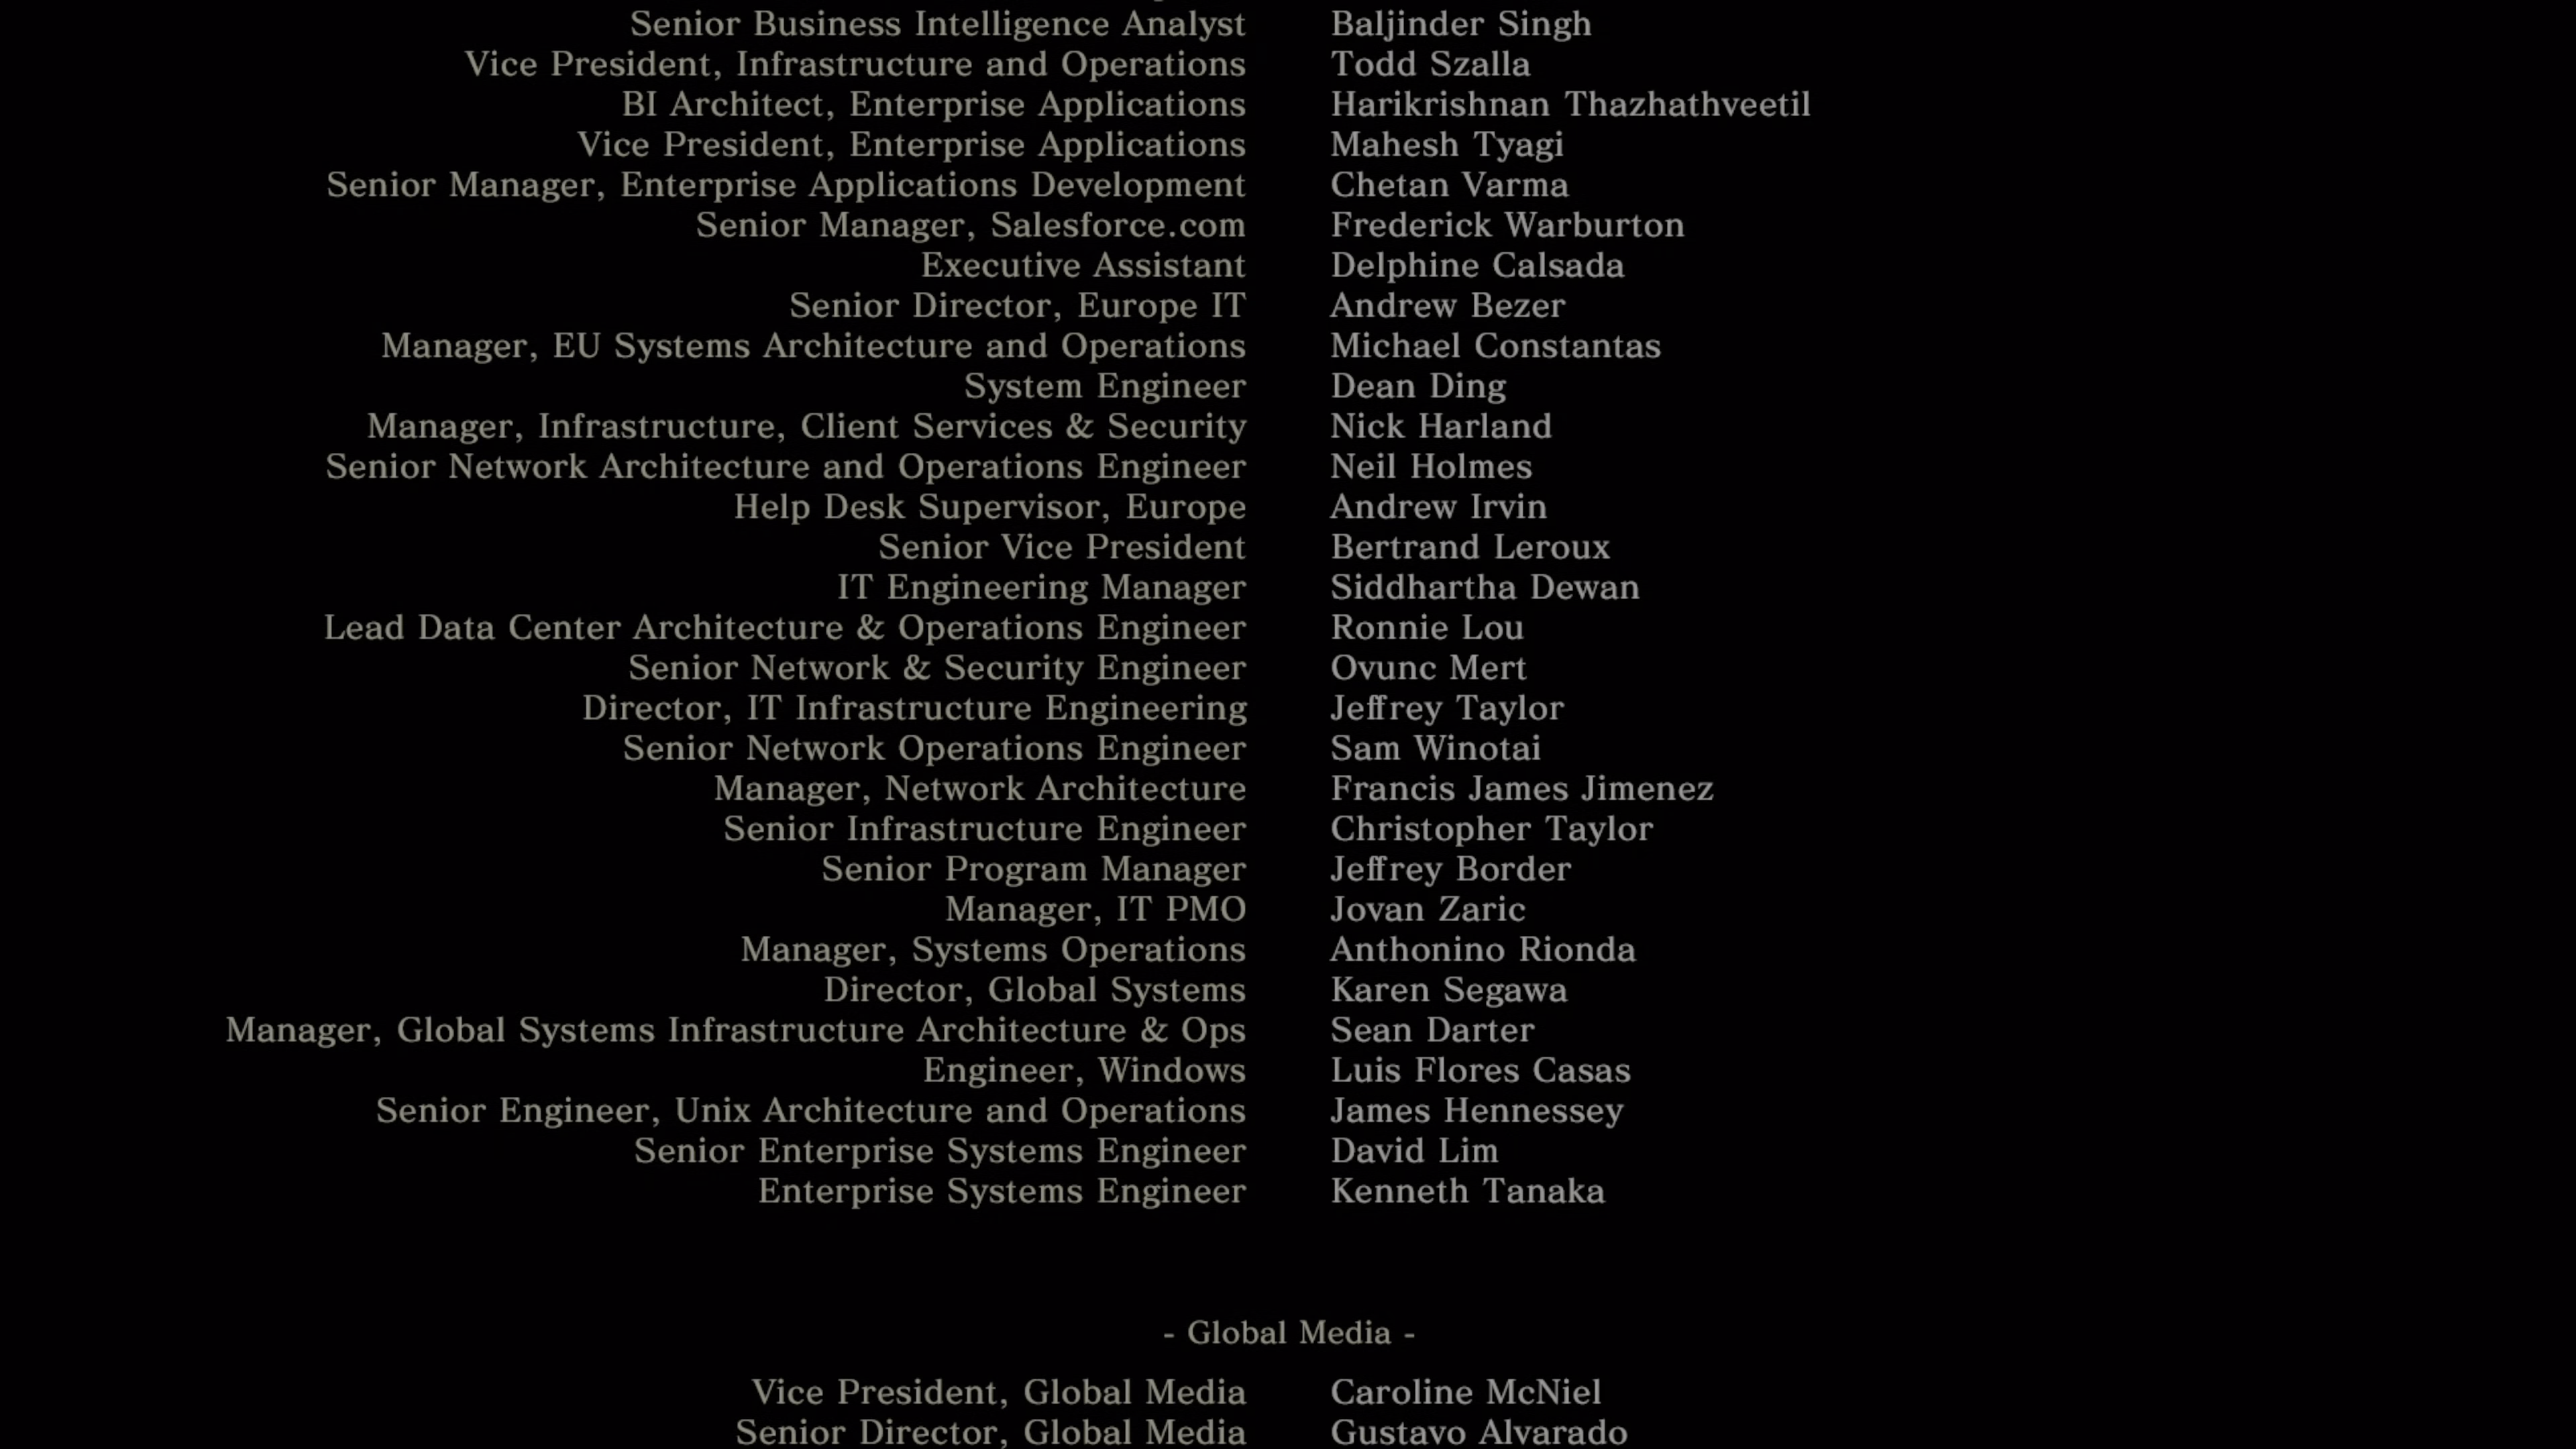 Senior Business Intelligence Analyst Baljinder Singh
Vice President, Infrastructure and Operations Todd Szalla
BI Architect, Enterprise Applications Harikrishnan Thazhathveetil
Vice President, Enterprise Applications Mahesh Tyagi
Senior Manager, Enterprise Applications Development Chetan Varma
Senior Manager, Salesforce.com Frederick Warburton
Executive Assistant Delphine Calsada
Senior Director, Europe IT Andrew Bezer
Manager, EU Systems Architecture and Operations Michael Constantas
System Engineer Dean Ding
Manager, Infrastructure, Client Services & Security Nick Harland
Senior Network Architecture and Operations Engineer Neil Holmes
Help Desk Supervisor, Europe Andrew Irvin
Senior Vice President Bertrand Leroux
IT Engineering Manager Siddhartha Dewan
Lead Data Center Architecture & Operations Engineer Ronnie Lou
Senior Network & Security Engineer Ovunc Mert
Director, IT Infrastructure Engineering Jeffrey Taylor
Senior Network Operations Engineer Sam Winotai
Manager, Network Architecture Francis James Jimenez
Senior Infrastructure Engineer Christopher Taylor
Senior Program Manager Jeffrey Border
Manager, IT PMO Jovan Zaric
Manager, Systems Operations Anthonino Rionda
Director, Global Systems Karen Segawa
Manager, Global Systems Infrastructure Architecture & Ops Sean Darter
Engineer, Windows Luis Flores Casas
Senior Engineer, Unix Architecture and Operations James Hennessey
Senior Enterprise Systems Engineer David Lim
Enterprise Systems Engineer Kenneth Tanaka
- Global Media -
Vice President, Global Media Caroline McNiel
Senior Director, Global Media Gustavo Alvarado